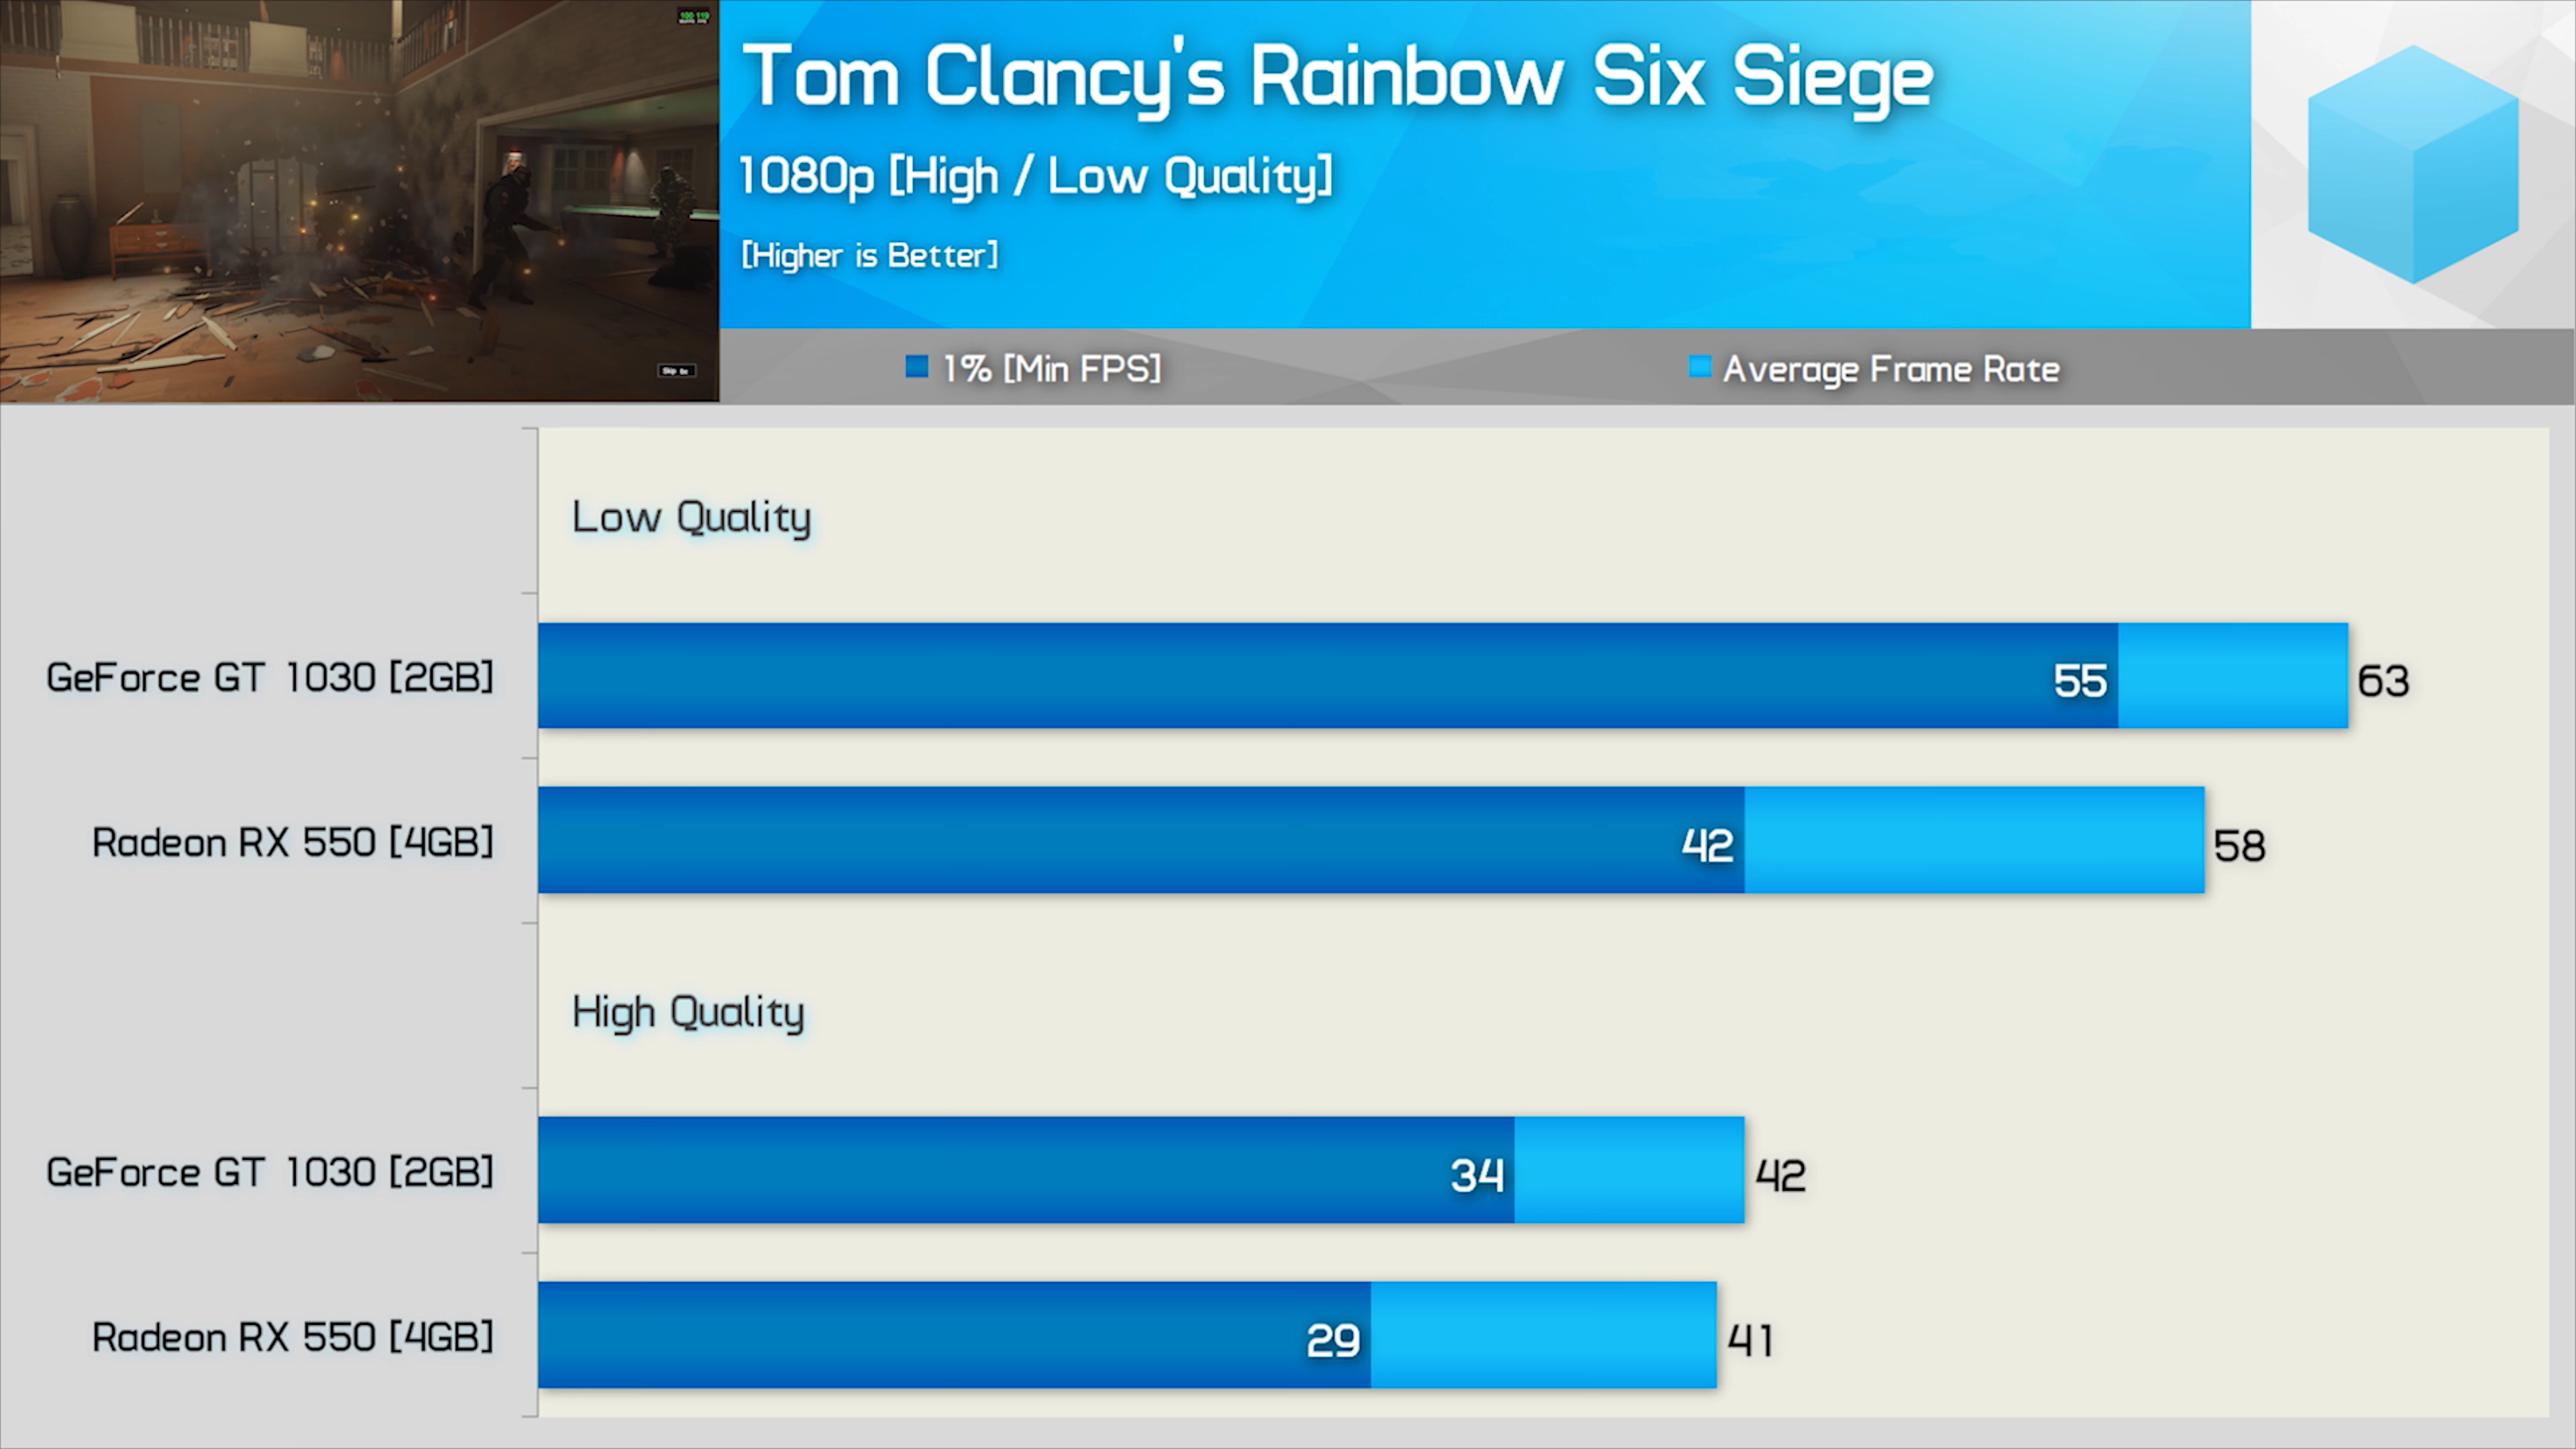 Tom Clancy's Rainbow Six Siege
1080p [High / Low Quality]
[Higher is Better]
1% [Min FPS]
Average Frame Rate
Low Quality
GeForce GT 1030 [2GB]
55
63
Radeon RX 550 [4GB]
42
58
High Quality
GeForce GT 1030 [2GB]
34
42
Radeon RX 550 [4GB]
29
41